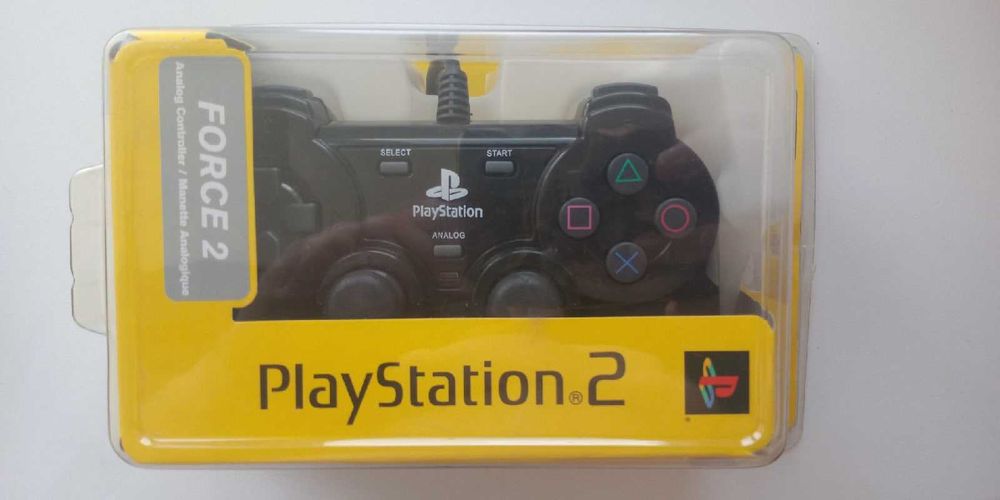 FORCE 2
Analog Controller / Manette Analogique
SELECT
START
PlayStation
ANALOG
PlayStation®2